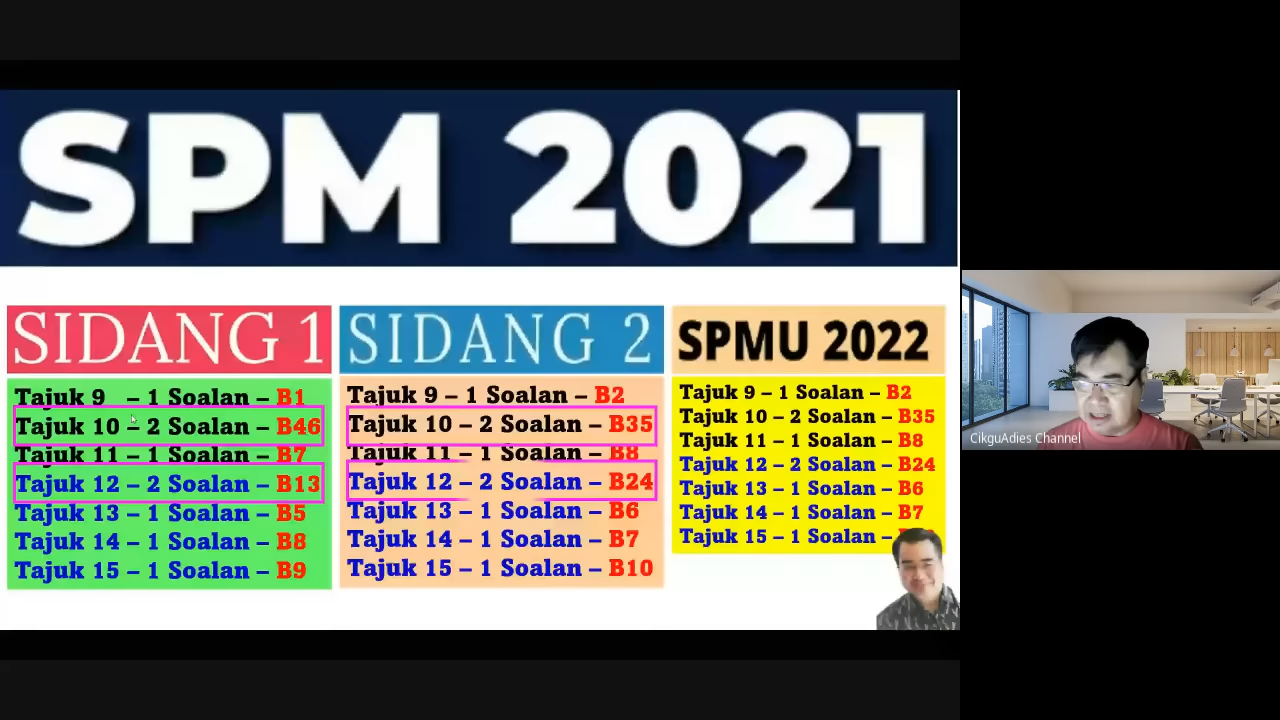 SPM 2021
SIDANG 1
Tajuk 9 – 1 Soalan – B1
Tajuk 10 – 2 Soalan – B46
Tajuk 11 – 1 Soalan – B7
Tajuk 12 – 2 Soalan – B13
Tajuk 13 – 1 Soalan – B5
Tajuk 14 – 1 Soalan – B8
Tajuk 15 – 1 Soalan – B9
SIDANG 2
Tajuk 9 – 1 Soalan – B2
Tajuk 10 – 2 Soalan – B35
Tajuk 11 – 1 Soalan – B8
Tajuk 12 – 2 Soalan – B24
Tajuk 13 – 1 Soalan – B6
Tajuk 14 – 1 Soalan – B7
Tajuk 15 – 1 Soalan – B10
SPMU 2022
Tajuk 9 – 1 Soalan – B2
Tajuk 10 – 2 Soalan – B35
Tajuk 11 – 1 Soalan – B8
Tajuk 12 – 2 Soalan – B24
Tajuk 13 – 1 Soalan – B6
Tajuk 14 – 1 Soalan – B7
Tajuk 15 – 1 Soalan –
CikguAdies Channel